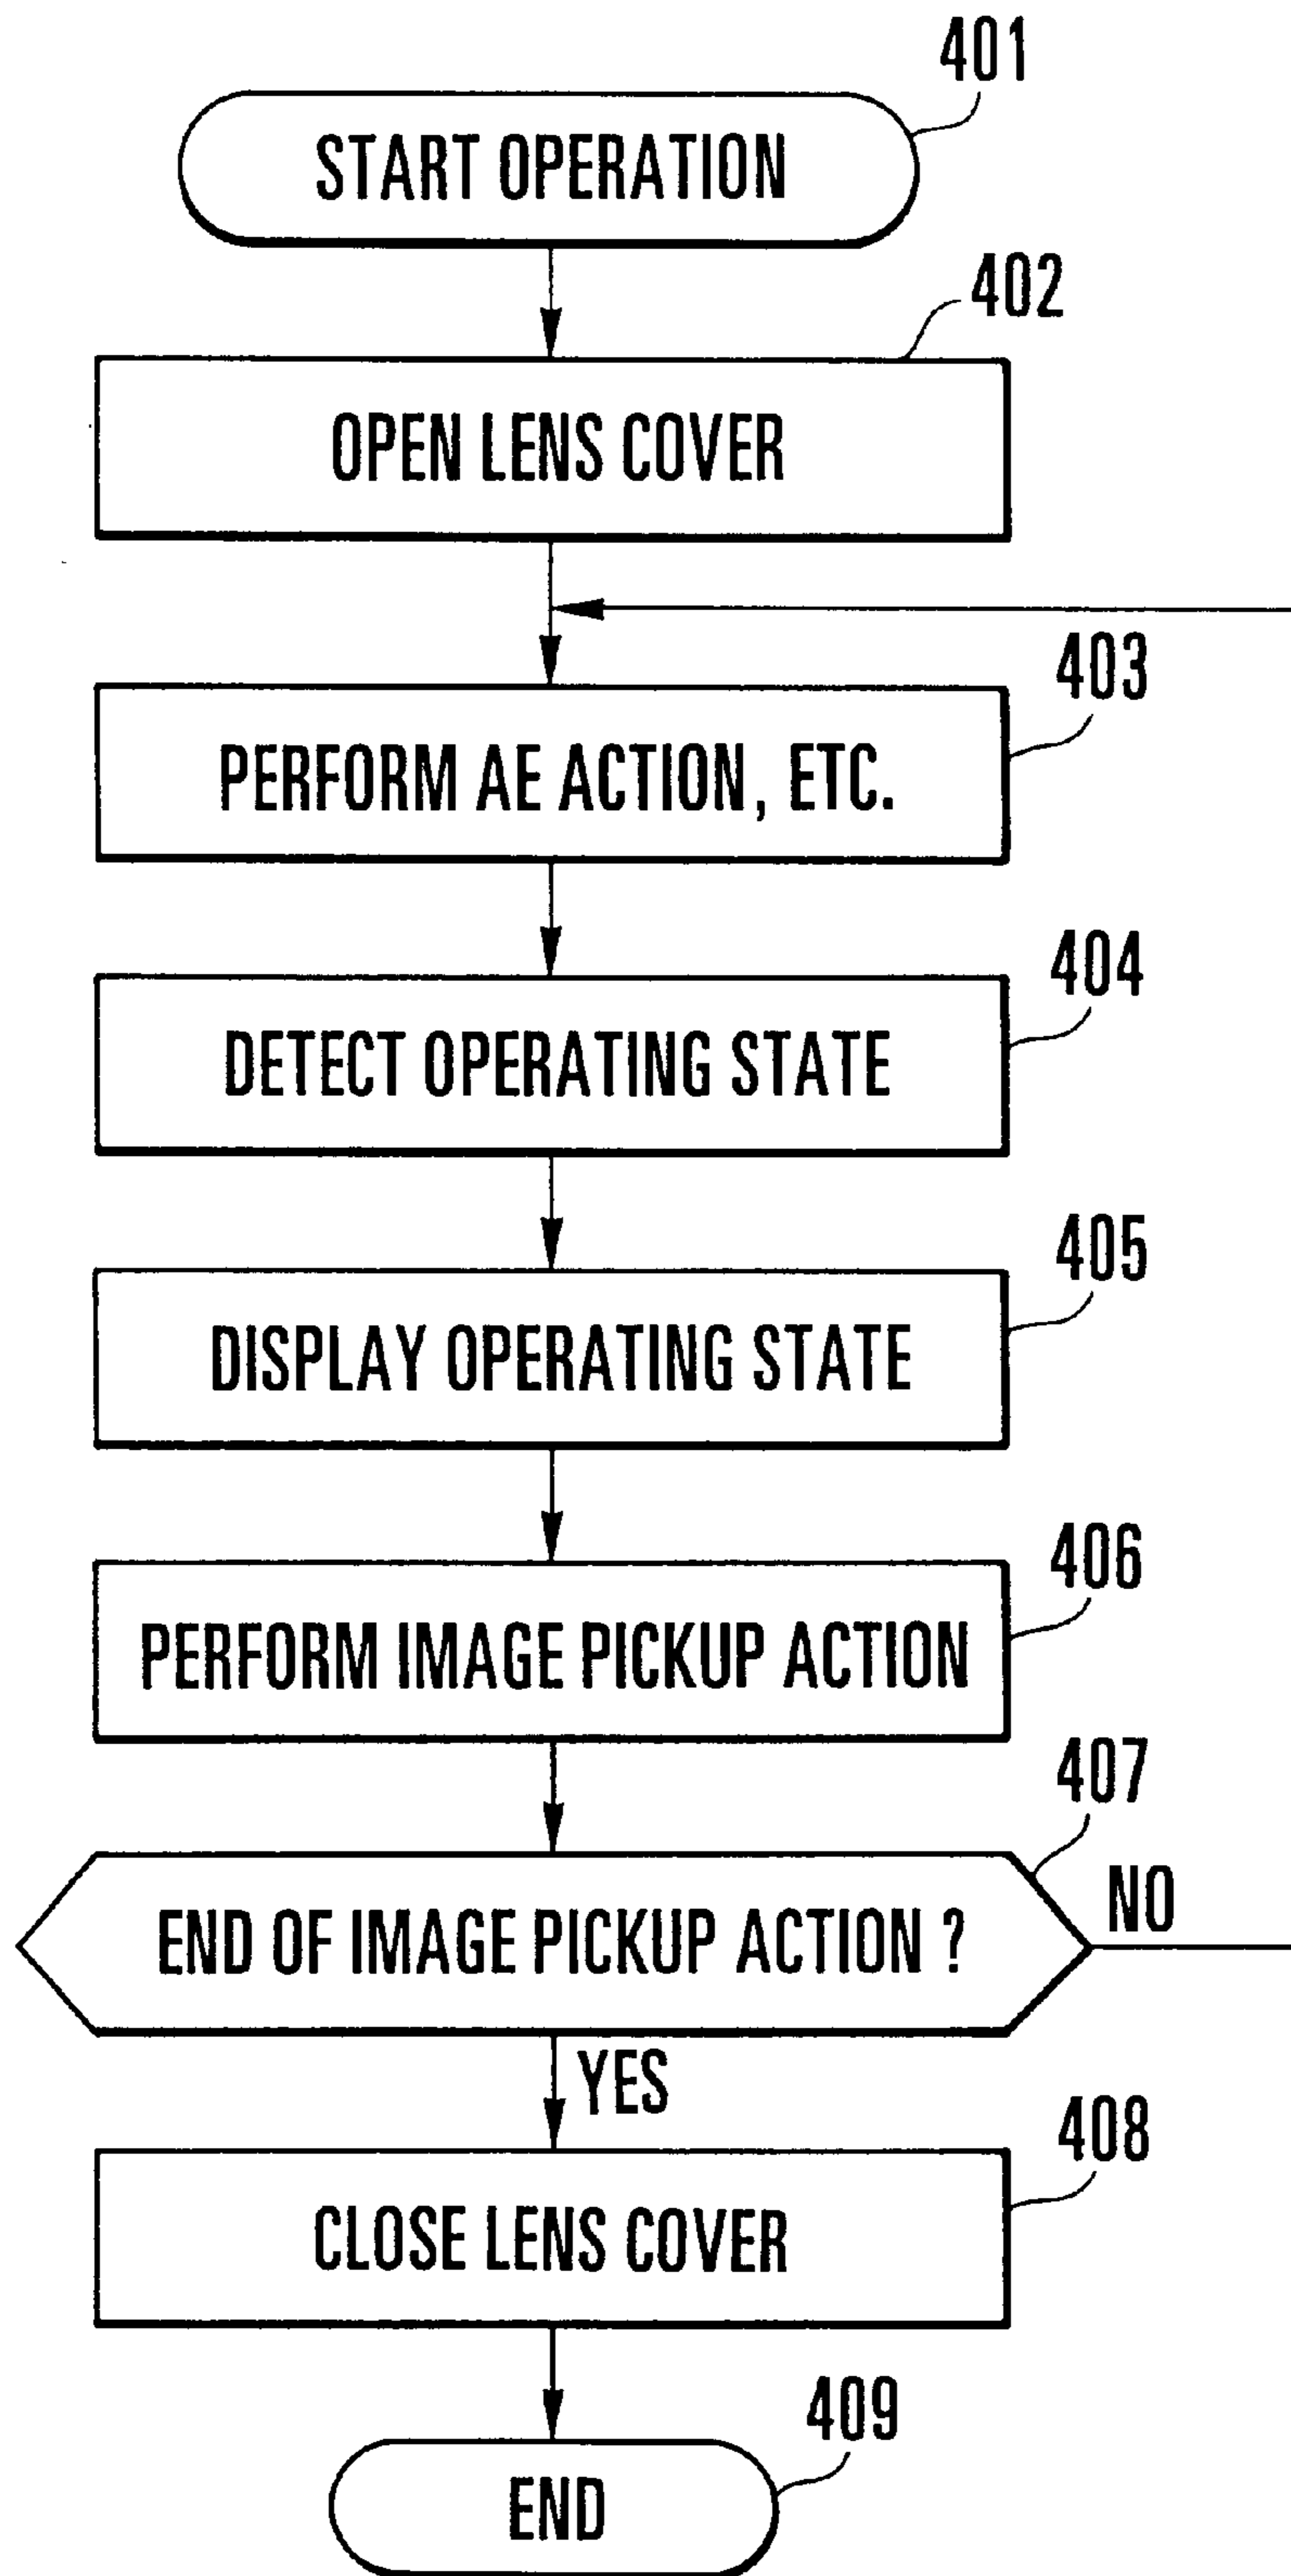 401
START OPERATION
402
OPEN LENS COVER
403
PERFORM AE ACTION, ETC.
404
DETECT OPERATING STATE
405
DISPLAY OPERATING STATE
406
PERFORM IMAGE PICKUP ACTION
407
END OF IMAGE PICKUP ACTION ?
NO
YES
408
CLOSE LENS COVER
409
END